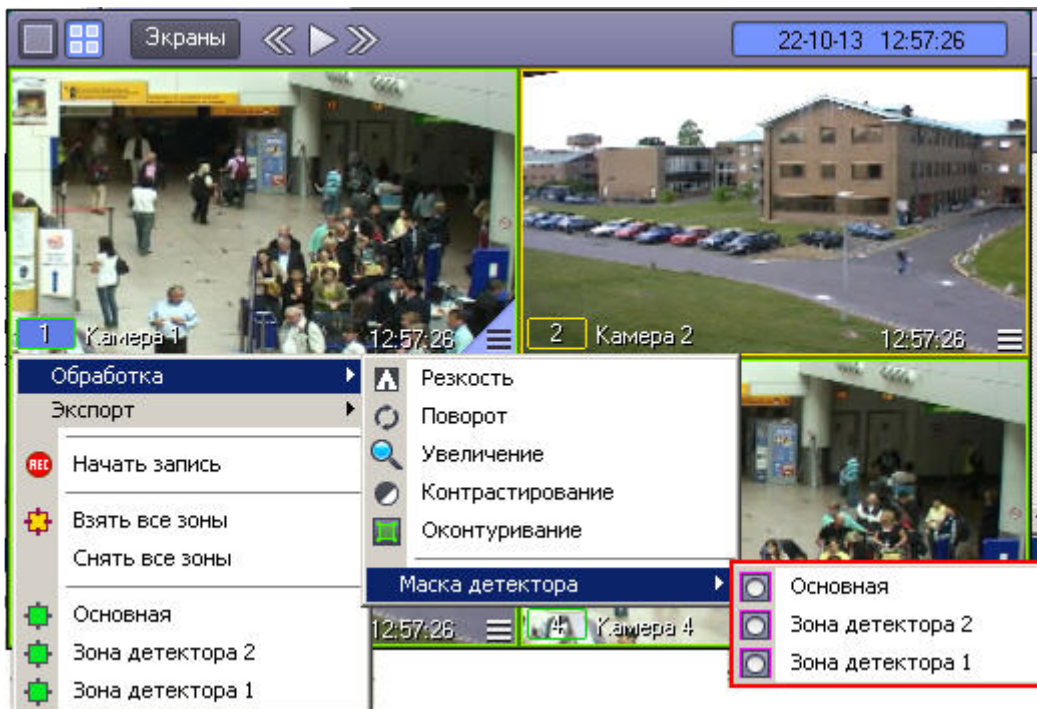 Экраны
22-10-13 12:57:26
1 Камера 1 12:57:26
2 Камера 2 12:57:26
Обработка
Экспорт
REC Начать запись
Взять все зоны
Снять все зоны
Основная
Зона детектора 2
Зона детектора 1
Резкость
Поворот
Увеличение
Контрастирование
Оконтуривание
Маска детектора
12:57:26
4 Камера 4
Основная
Зона детектора 2
Зона детектора 1